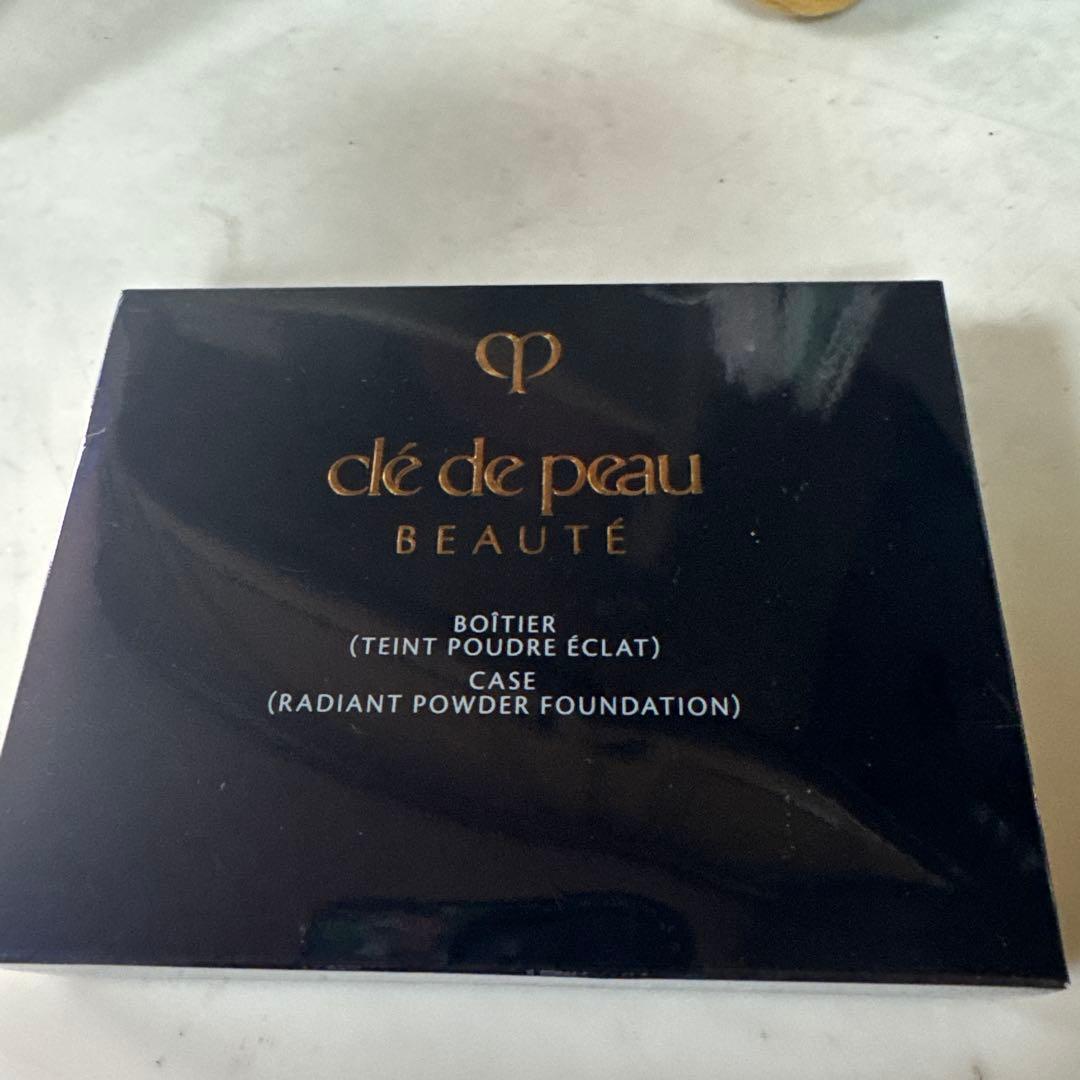 clé de peau
BEAUTÉ
BOÎTIER
(TEINT POUDRE ÉCLAT)
CASE
(RADIANT POWDER FOUNDATION)